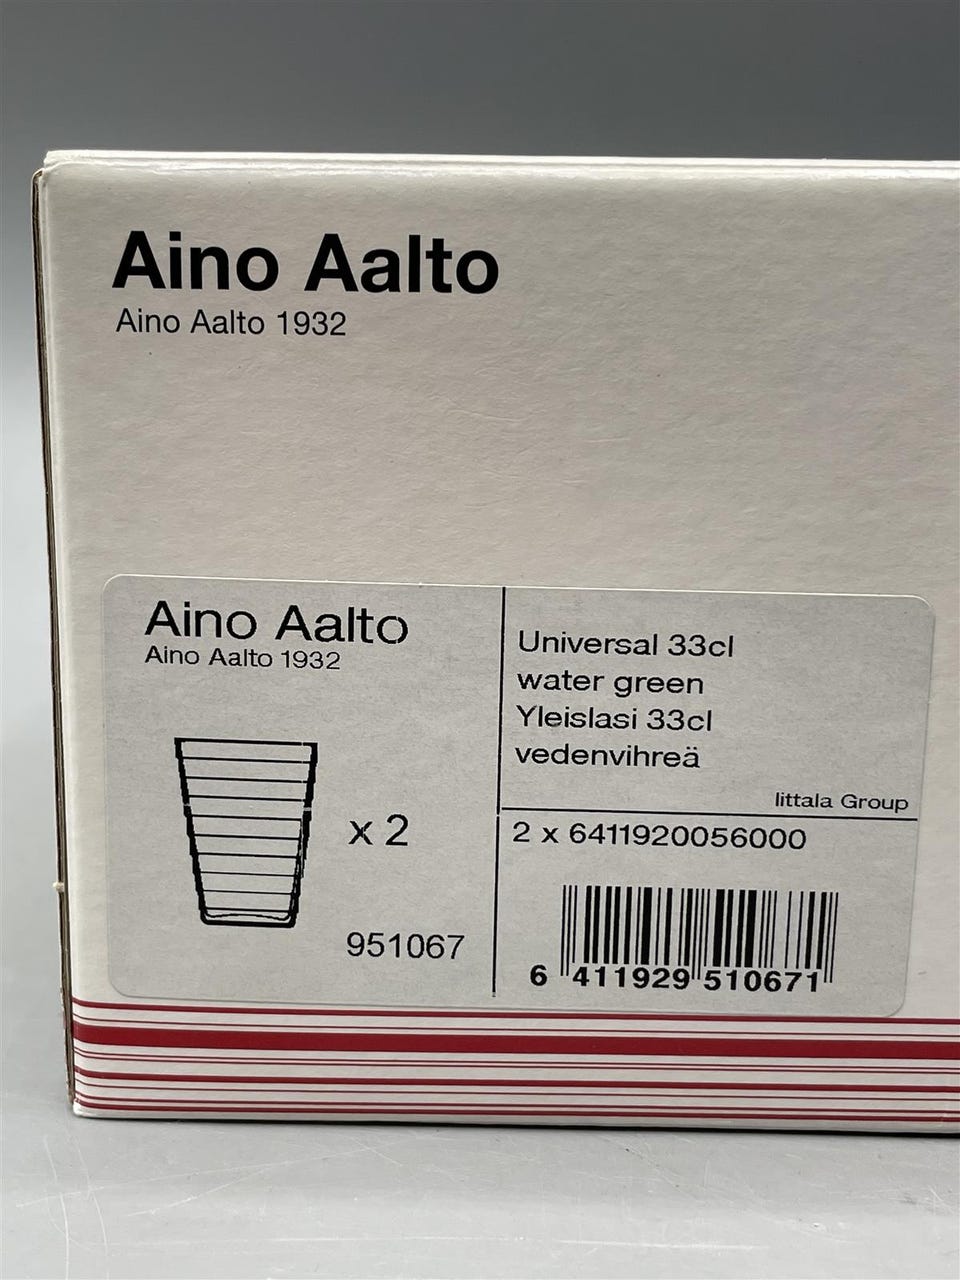 Aino Aalto
Aino Aalto 1932
Aino Aalto
Aino Aalto 1932
x 2
951067
Universal 33cl
water green
Yleislasi 33cl
vedenvihreä
Iittala Group
2 x 6411920056000
6 411929 510671